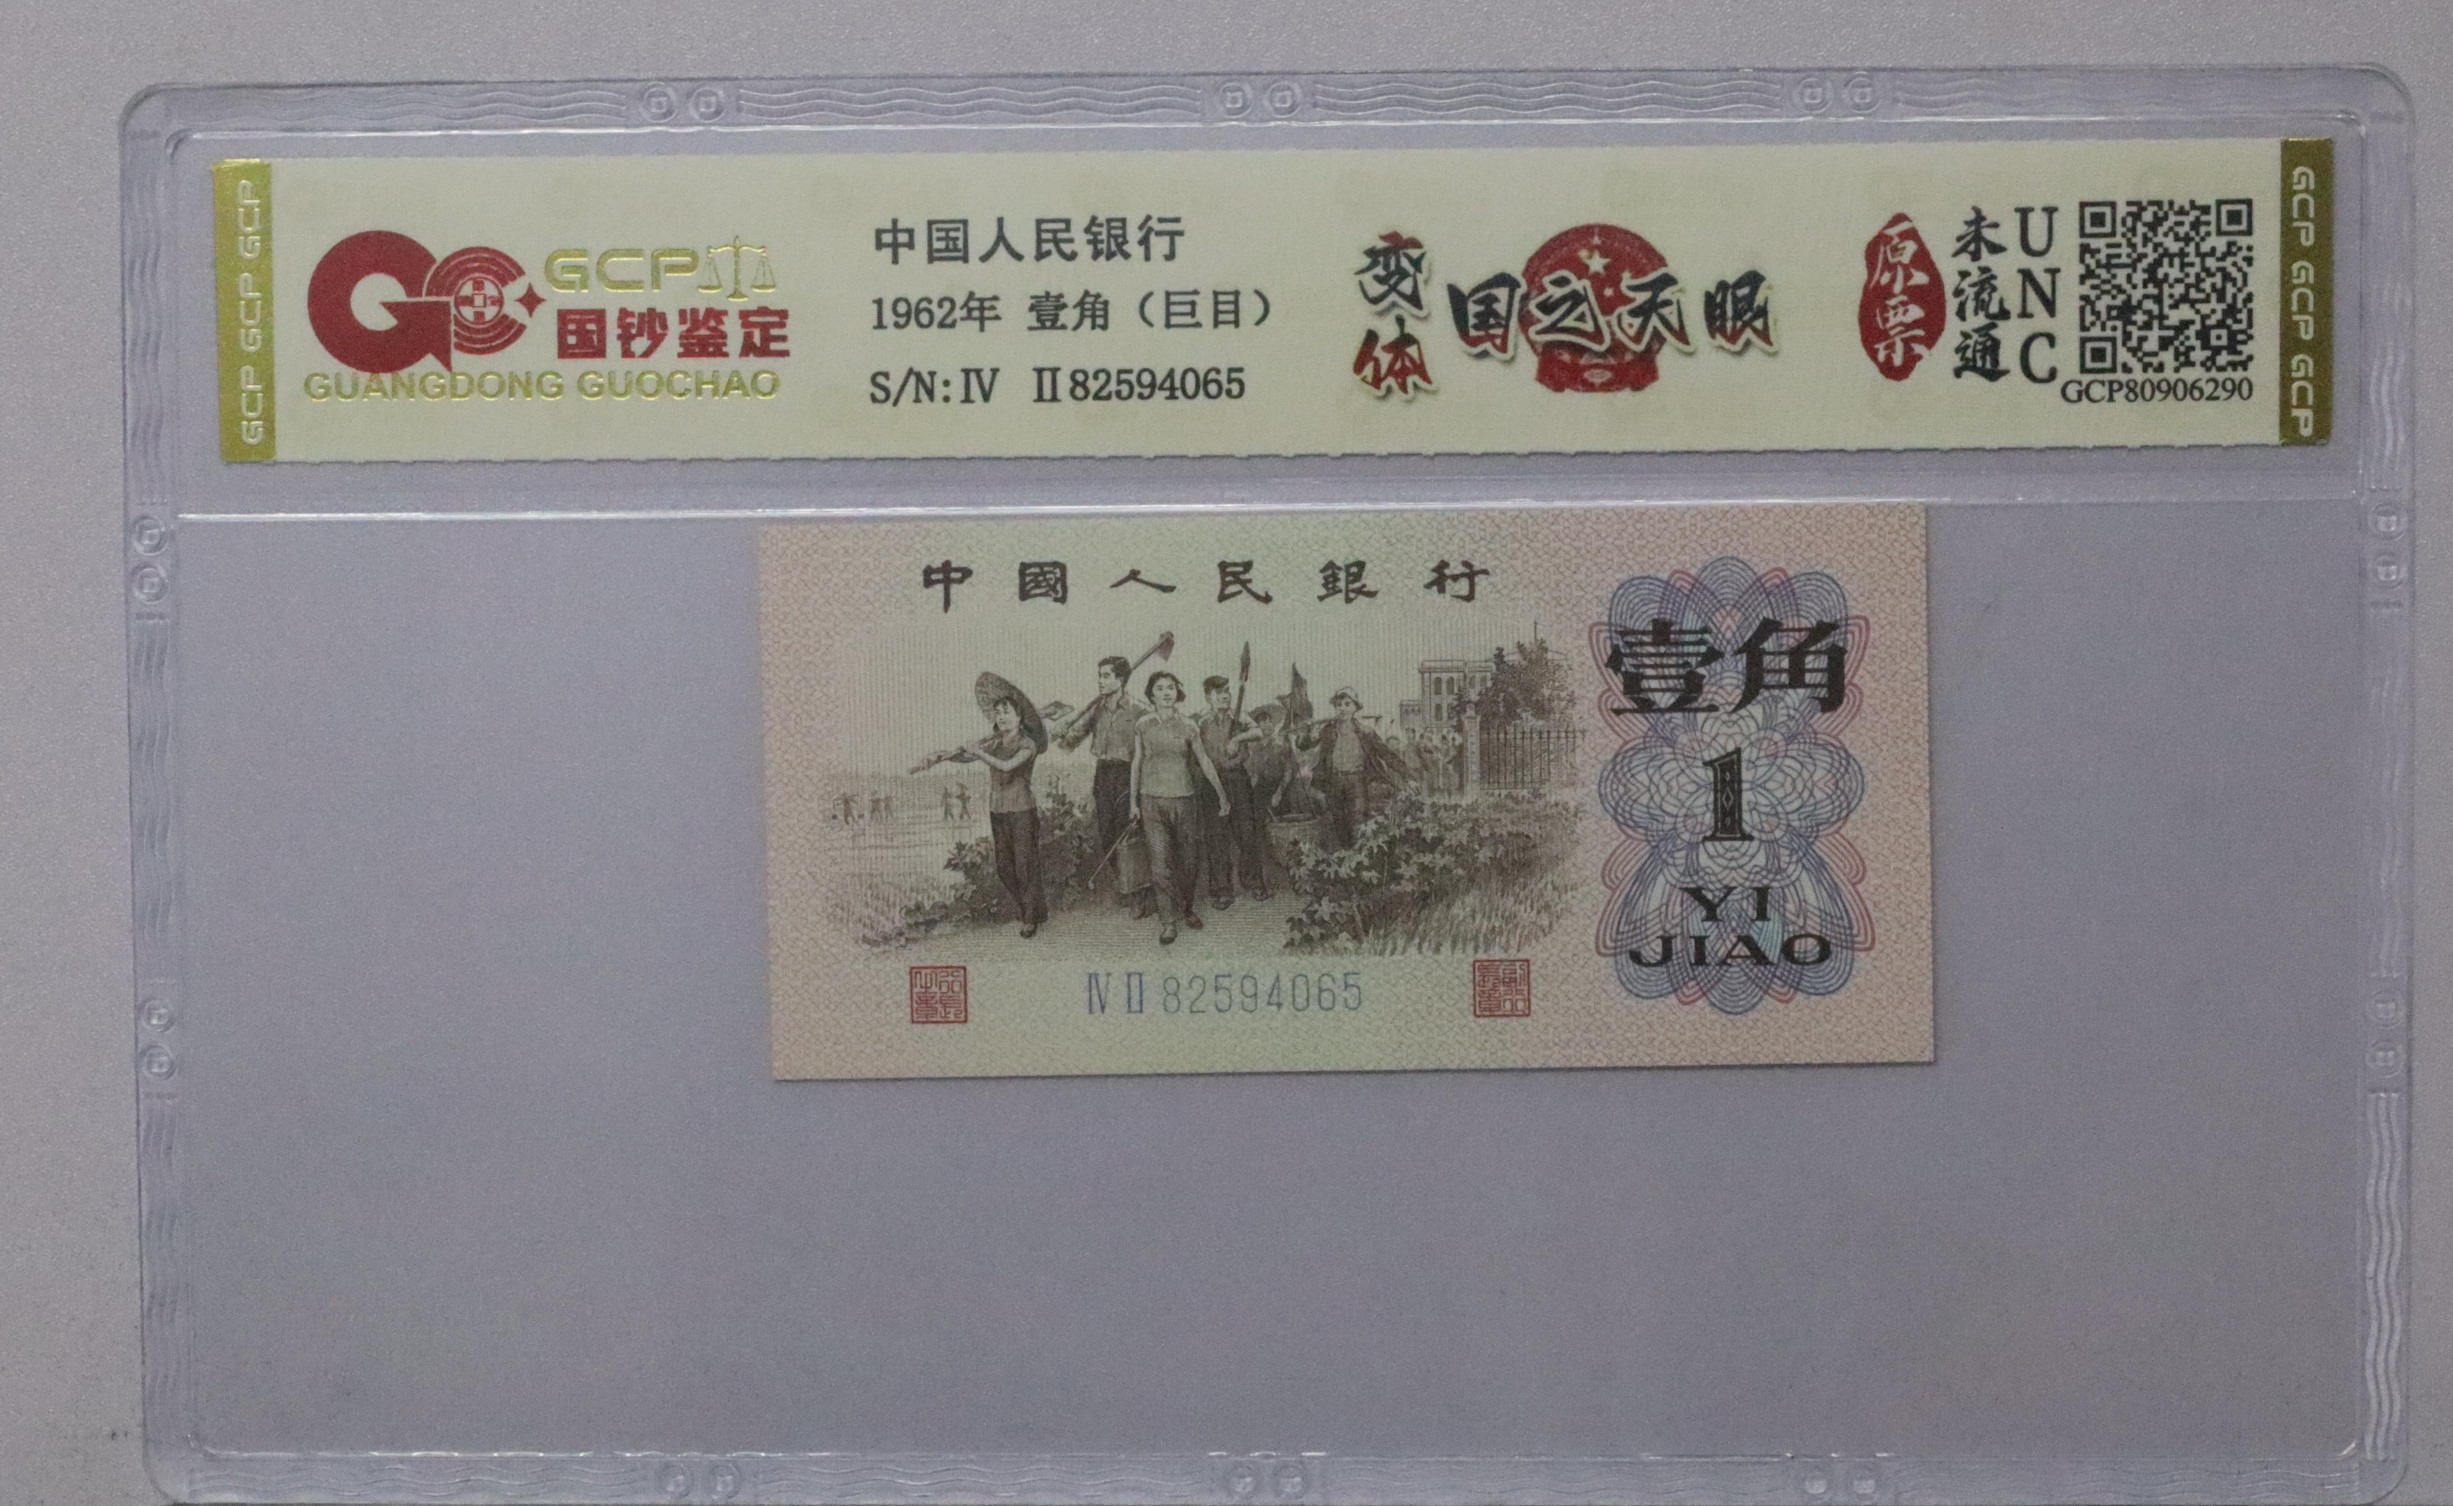 GCP GCP GCP
GCP
国钞鉴定
GUANGDONG GUOCHAO
中国人民银行
1962年 壹角（巨目）
S/N: IV II 82594065
变体
国之天眼
原票
未流通
UNC
GCP80906290
GCP GCP GCP
中國人民銀行
壹角
1
YI
JIAO
IV II 82594065